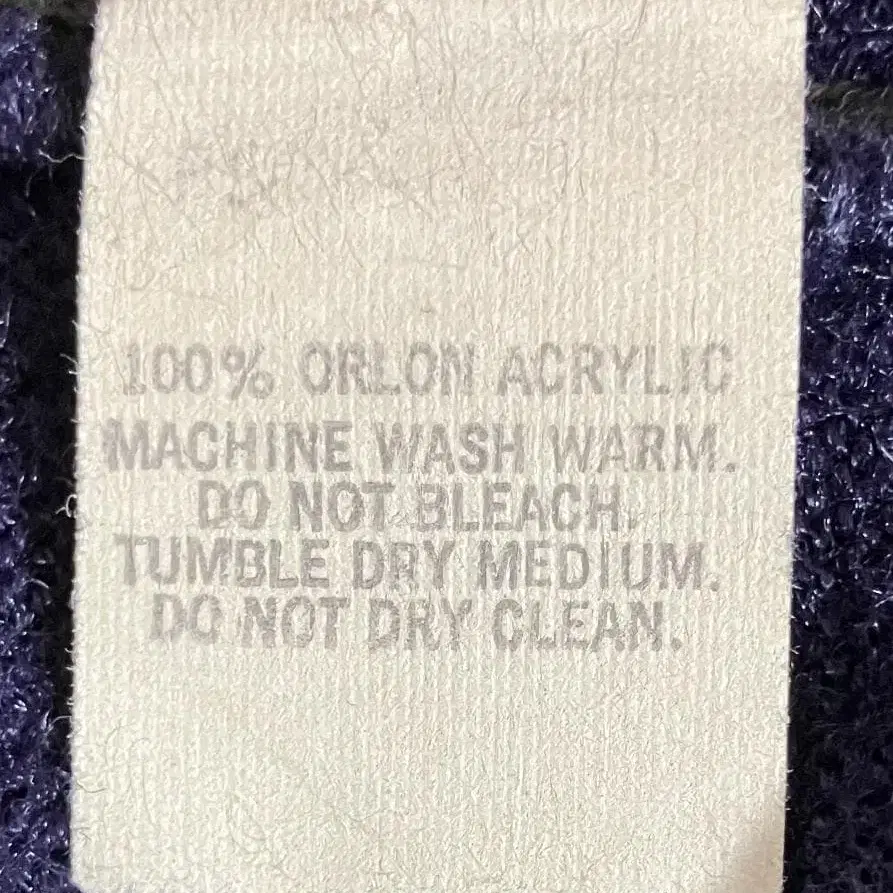 100% ORLON ACRYLIC
MACHINE WASH WARM.
DO NOT BLEACH.
TUMBLE DRY MEDIUM.
DO NOT DRY CLEAN.